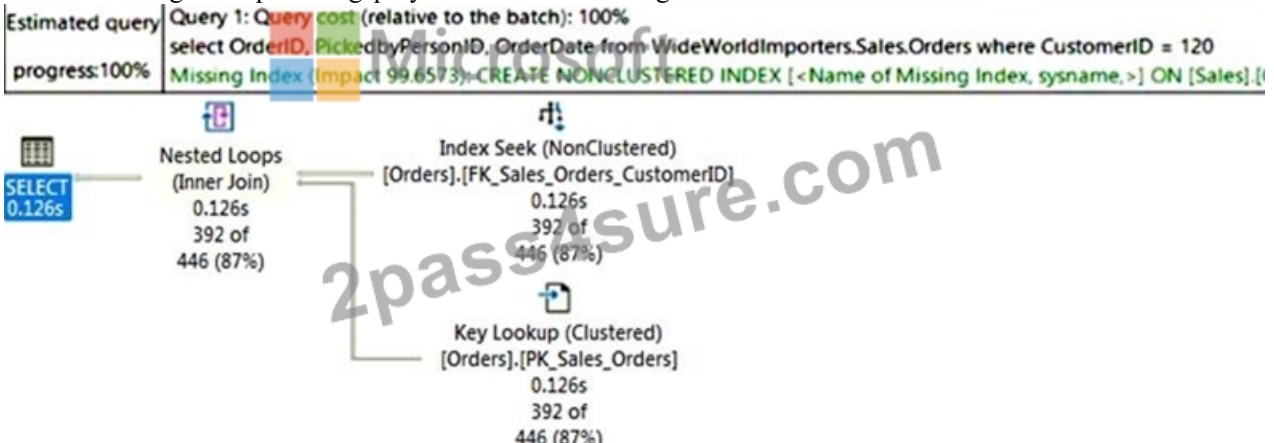 Estimated query
progress:100%
Query 1: Query cost (relative to the batch): 100%
select OrderID, PickedbyPersonID, OrderDate from WideWorldImporters.Sales.Orders where CustomerID = 120
Missing Index (Impact 99.6573): CREATE NONCLUSTERED INDEX [<Name of Missing Index, sysname,>] ON [Sales].[
Microsoft
SELECT
0.126s
Nested Loops
(Inner Join)
0.126s
392 of
446 (87%)
Index Seek (NonClustered)
[Orders].[FK_Sales_Orders_CustomerID]
0.126s
392 of
446 (87%)
Key Lookup (Clustered)
[Orders].[PK_Sales_Orders]
0.126s
392 of
446 (87%)
2pass4sure.com